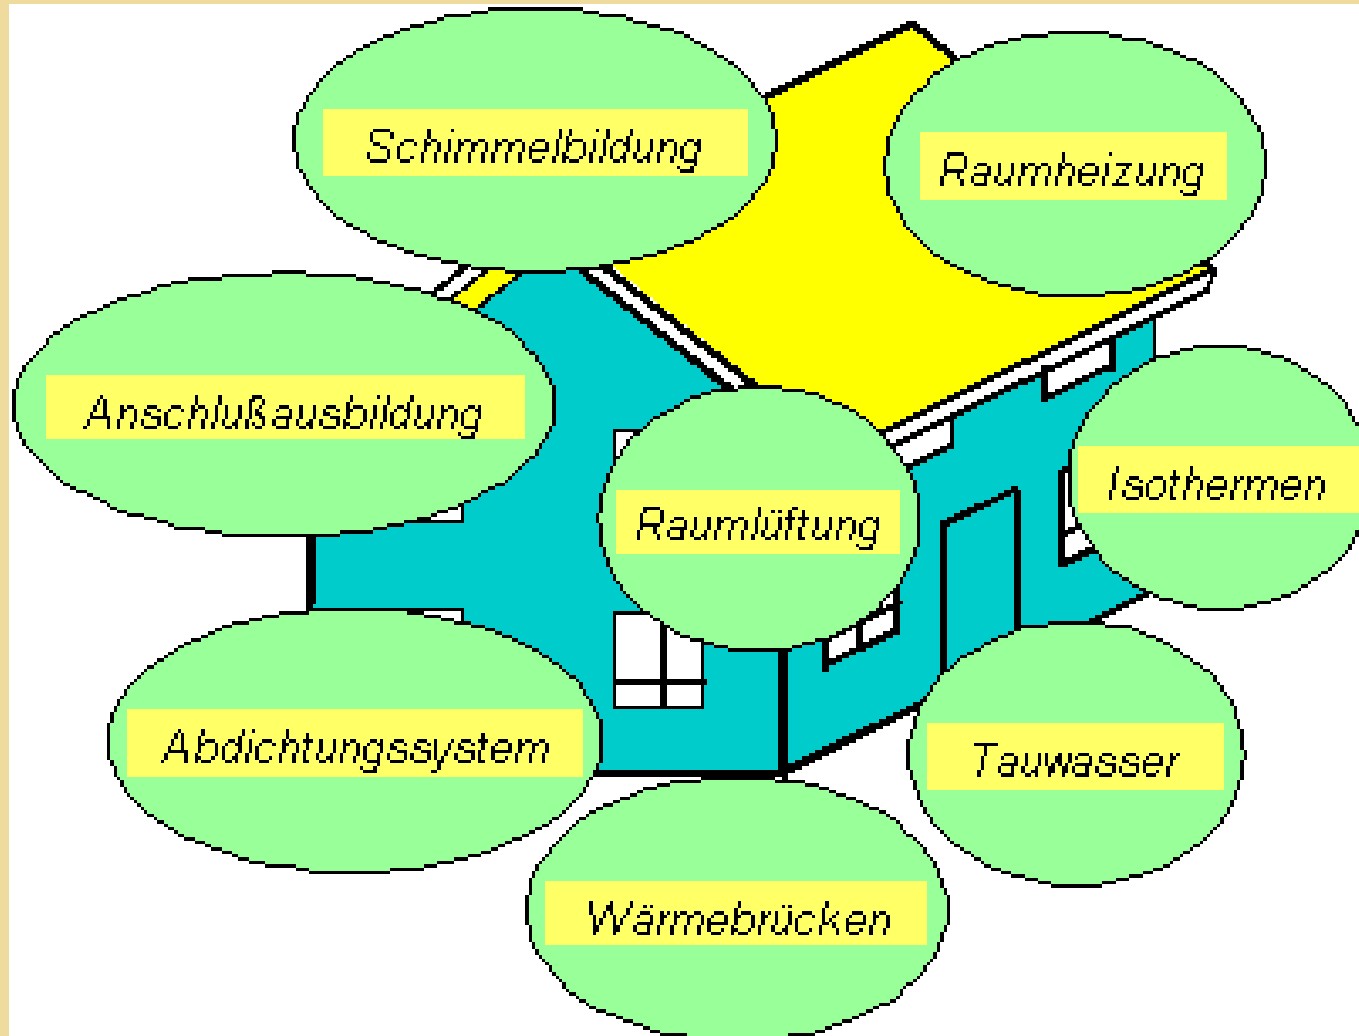 Schimmelbildung
Raumheizung
Anschlußausbildung
Isothermen
Raumlüftung
Abdichtungssystem
Tauwasser
Wärmebrücken